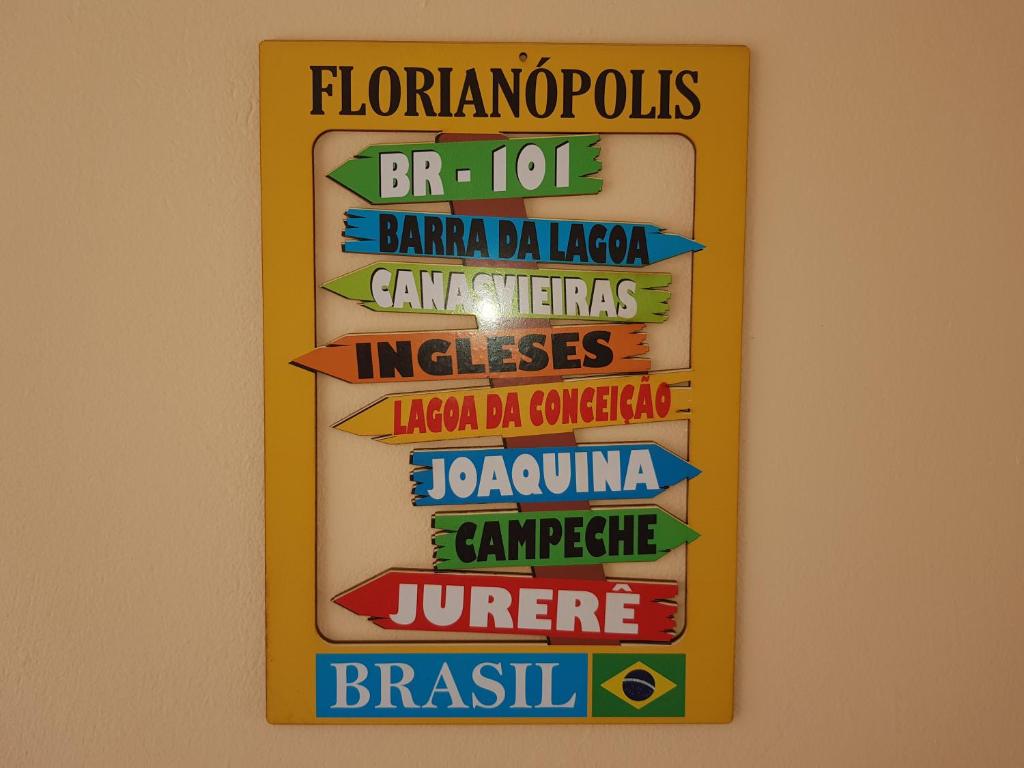 FLORIANÓPOLIS
BR - 101
BARRA DA LAGOA
CANASVIEIRAS
INGLESES
LAGOA DA CONCEIÇÃO
JOAQUINA
CAMPECHE
JURERÊ
BRASIL